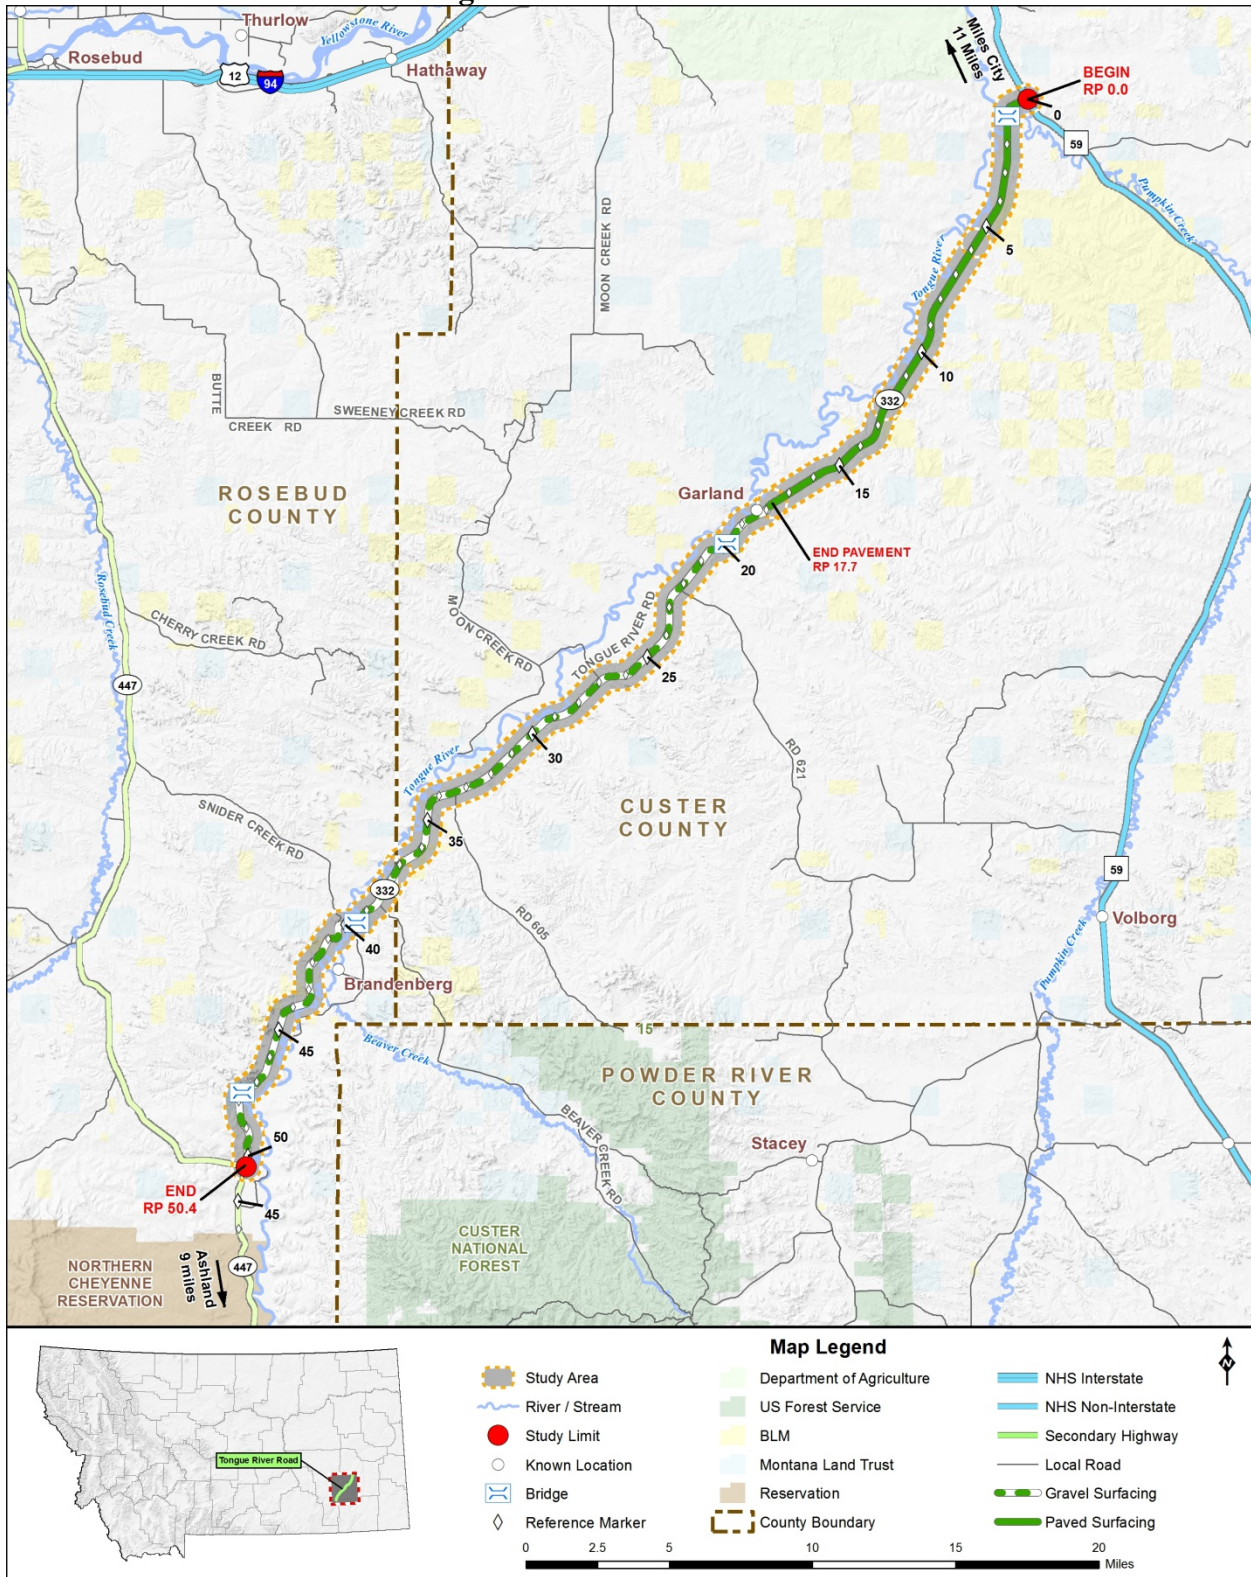 Thurlow
Yellowstone River
Rosebud
12
94
Hathaway
Miles City
11 Miles
BEGIN
RP 0.0
0
59
Pumpkin Creek
MOON CREEK RD
Tongue River
5
10
332
BUTTE
CREEK RD
SWEENEY CREEK RD
15
Garland
ROSEBUD
COUNTY
END PAVEMENT
RP 17.7
20
Rosebud Creek
MOON CREEK RD
TONGUE RIVER RD
CHERRY CREEK RD
25
447
30
RD 621
Tongue River
CUSTER
COUNTY
SNIDER CREEK RD
35
59
332
RD 605
Volborg
40
Brandenberg
Pumpkin Creek
15
45
Beaver Creek
POWDER RIVER
COUNTY
BEAVER CREEK RD
50
Stacey
END
RP 50.4
45
CUSTER
NATIONAL
FOREST
NORTHERN
CHEYENNE
RESERVATION
Ashland
9 miles
447
Map Legend
N
Study Area
River / Stream
Study Limit
Known Location
Bridge
Reference Marker
Department of Agriculture
US Forest Service
BLM
Montana Land Trust
Reservation
County Boundary
NHS Interstate
NHS Non-Interstate
Secondary Highway
Local Road
Gravel Surfacing
Paved Surfacing
Tongue River Road
0 2.5 5 10 15 20
Miles